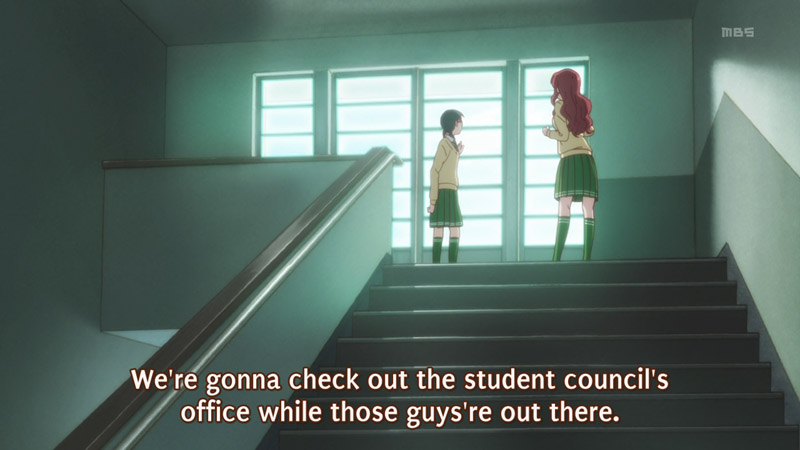 MBS
We're gonna check out the student council's
office while those guys're out there.